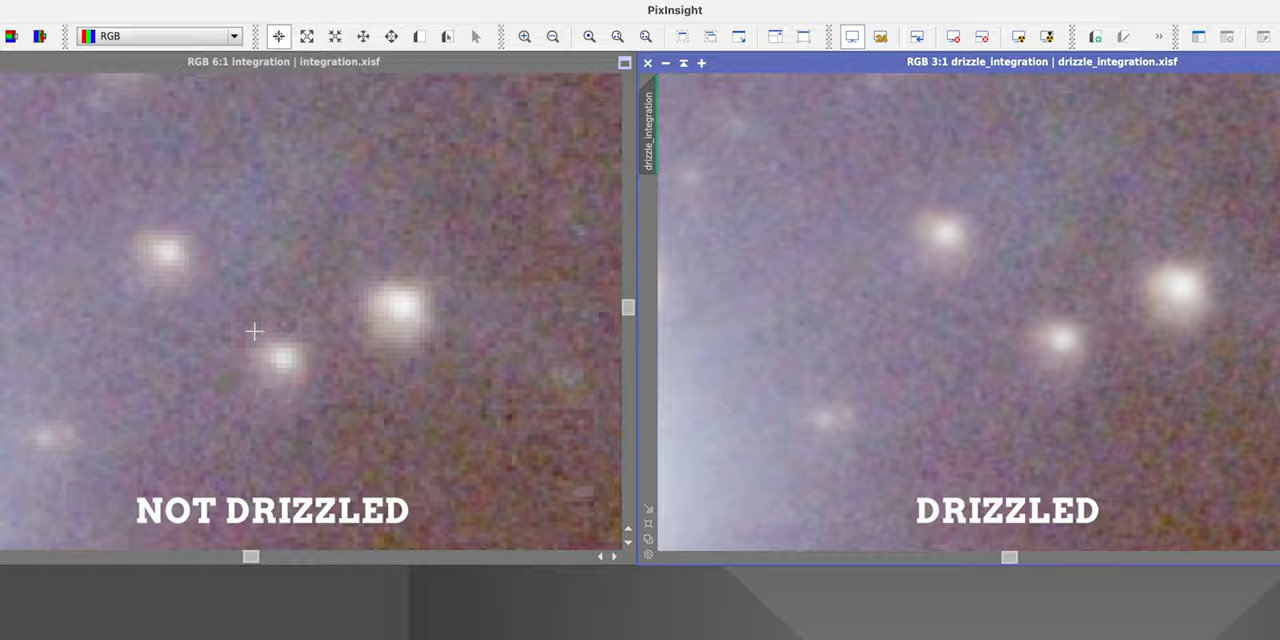 PixInsight
RGB
RGB 6:1 integration | integration.xisf
RGB 3:1 drizzle_integration | drizzle_integration.xisf
drizzle_integration
NOT DRIZZLED
DRIZZLED